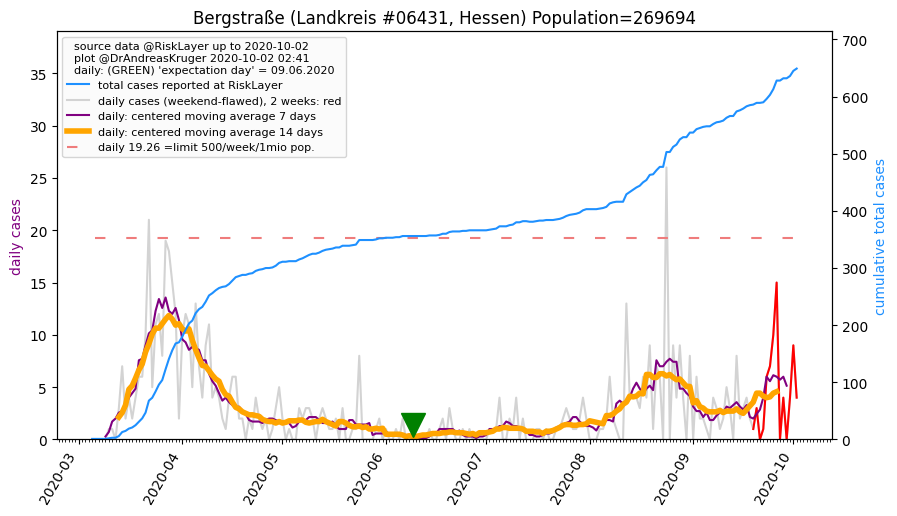 Bergstraße (Landkreis #06431, Hessen) Population=269694
source data @RiskLayer up to 2020-10-02
plot @DrAndreasKruger 2020-10-02 02:41
daily: (GREEN) 'expectation day' = 09.06.2020
total cases reported at RiskLayer
daily cases (weekend-flawed), 2 weeks: red
daily: centered moving average 7 days
daily: centered moving average 14 days
daily 19.26 =limit 500/week/1mio pop.
daily cases
35
30
25
20
15
10
5
0
700
600
500
400
300
200
100
0
cumulative total cases
2020-03
2020-04
2020-05
2020-06
2020-07
2020-08
2020-09
2020-10